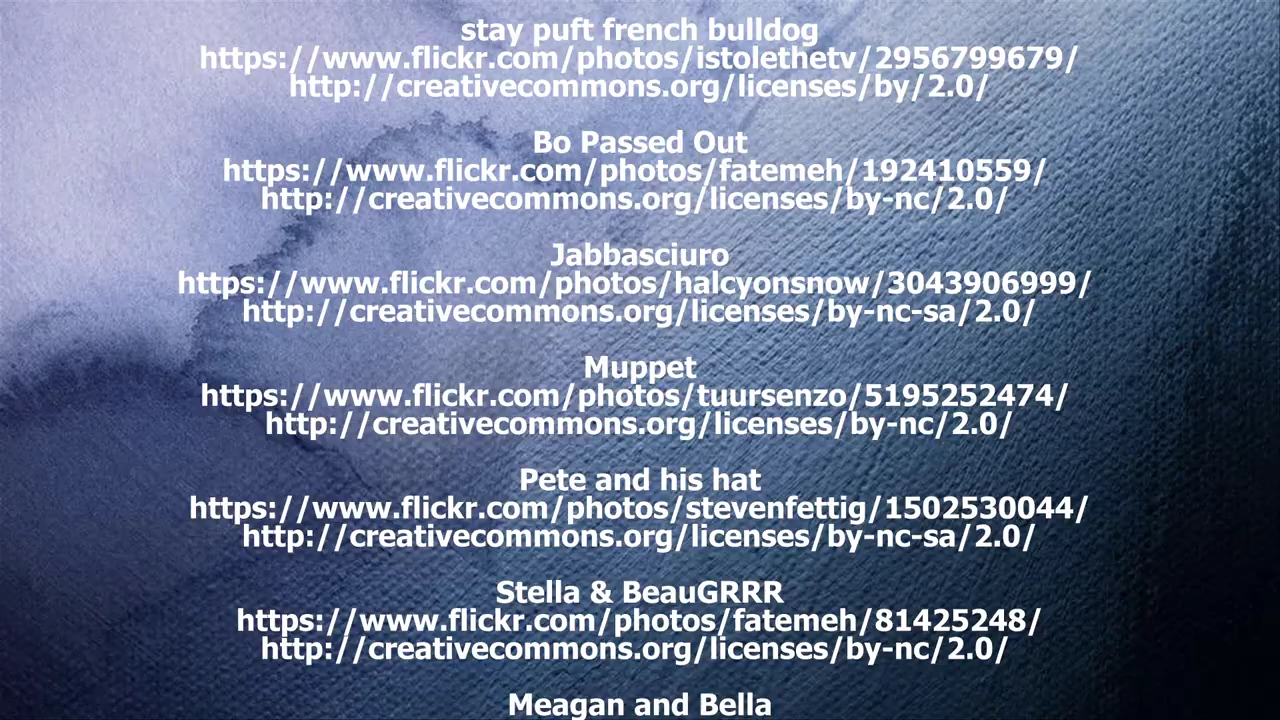 stay puft french bulldog
https://www.flickr.com/photos/istolethetv/2956799679/
http://creativecommons.org/licenses/by/2.0/
Bo Passed Out
https://www.flickr.com/photos/fatemeh/192410559/
http://creativecommons.org/licenses/by-nc/2.0/
Jabbasciuro
https://www.flickr.com/photos/halcyonsnow/3043906999/
http://creativecommons.org/licenses/by-nc-sa/2.0/
Muppet
https://www.flickr.com/photos/tuursenzo/5195252474/
http://creativecommons.org/licenses/by-nc/2.0/
Pete and his hat
https://www.flickr.com/photos/stevenfettig/1502530044/
http://creativecommons.org/licenses/by-nc-sa/2.0/
Stella & BeauGRRR
https://www.flickr.com/photos/fatemeh/81425248/
http://creativecommons.org/licenses/by-nc/2.0/
Meagan and Bella